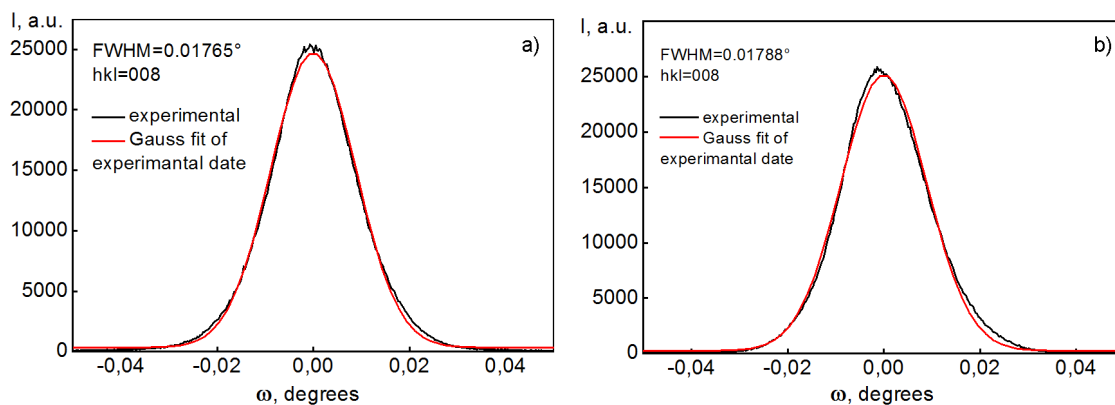 I, a.u.
a)
FWHM=0.01765°
hkl=008
experimental
Gauss fit of
experimantal date
25000
20000
15000
10000
5000
0
-0,04 -0,02 0,00 0,02 0,04
ω, degrees
I, a.u.
b)
FWHM=0.01788°
hkl=008
experimental
Gauss fit of
experimantal date
30000
25000
20000
15000
10000
5000
0
-0,04 -0,02 0,00 0,02 0,04
ω, degrees